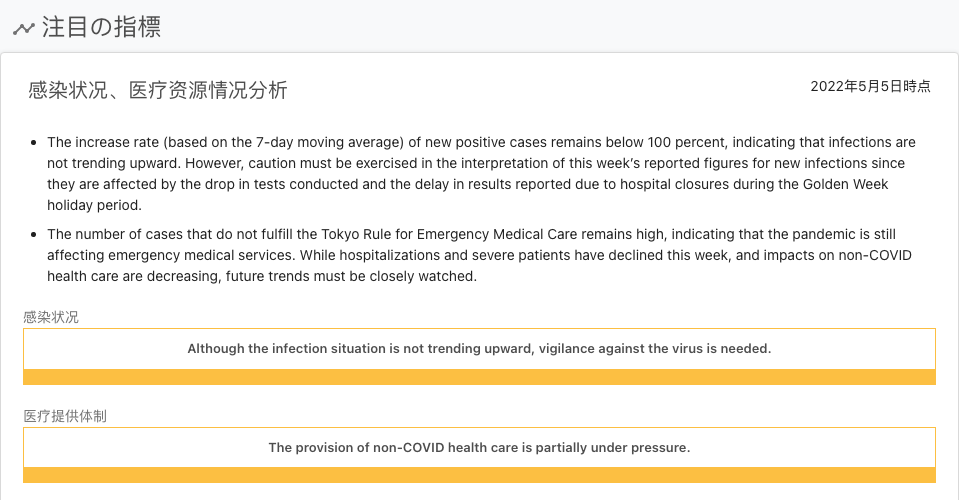 注目の指標
感染状况、医疗资源情况分析
2022年5月5日時点
The increase rate (based on the 7-day moving average) of new positive cases remains below 100 percent, indicating that infections are
not trending upward. However, caution must be exercised in the interpretation of this week’s reported figures for new infections since
they are affected by the drop in tests conducted and the delay in results reported due to hospital closures during the Golden Week
holiday period.
The number of cases that do not fulfill the Tokyo Rule for Emergency Medical Care remains high, indicating that the pandemic is still
affecting emergency medical services. While hospitalizations and severe patients have declined this week, and impacts on non-COVID
health care are decreasing, future trends must be closely watched.
感染状况
Although the infection situation is not trending upward, vigilance against the virus is needed.
医疗提供体制
The provision of non-COVID health care is partially under pressure.